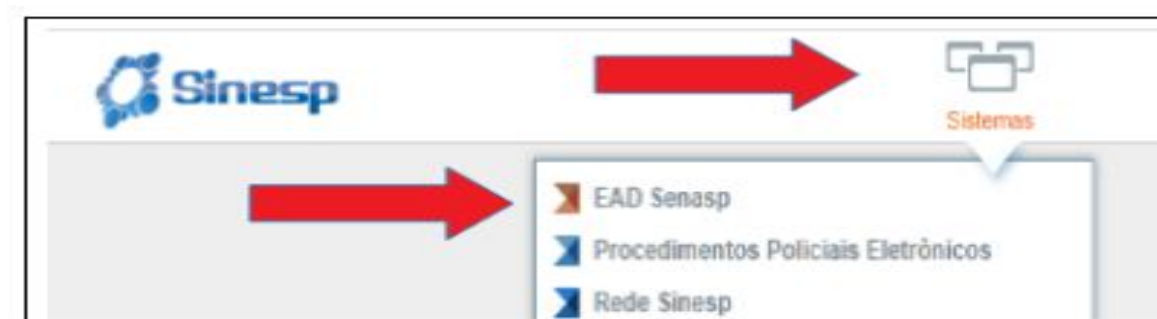 Sinesp
Sistemas
EAD Senasp
Procedimentos Policiais Eletrônicos
Rede Sinesp